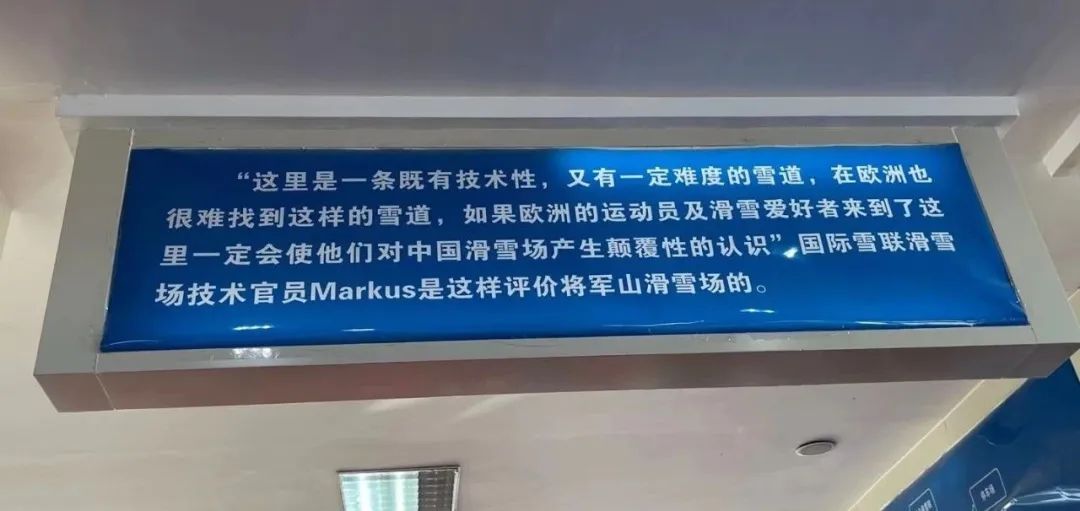 “这里是一条既有技术性，又有一定难度的雪道，在欧洲也
很难找到这样的雪道，如果欧洲的运动员及滑雪爱好者来到了这
里一定会使他们对中国滑雪场产生颠覆性的认识”国际雪联滑雪
场技术官员Markus是这样评价将军山滑雪场的。